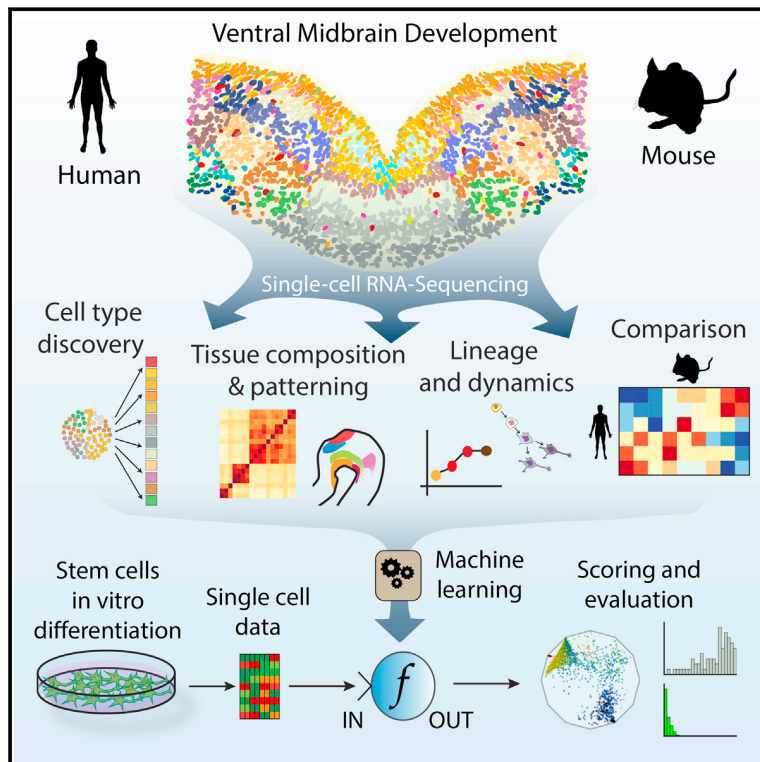 Ventral Midbrain Development
Human
Mouse
Single-cell RNA-Sequencing
Cell type
discovery
Tissue composition
& patterning
Lineage
and dynamics
Comparison
Machine
learning
Stem cells
in vitro
differentiation
Single cell
data
Scoring and
evaluation
f
IN
OUT